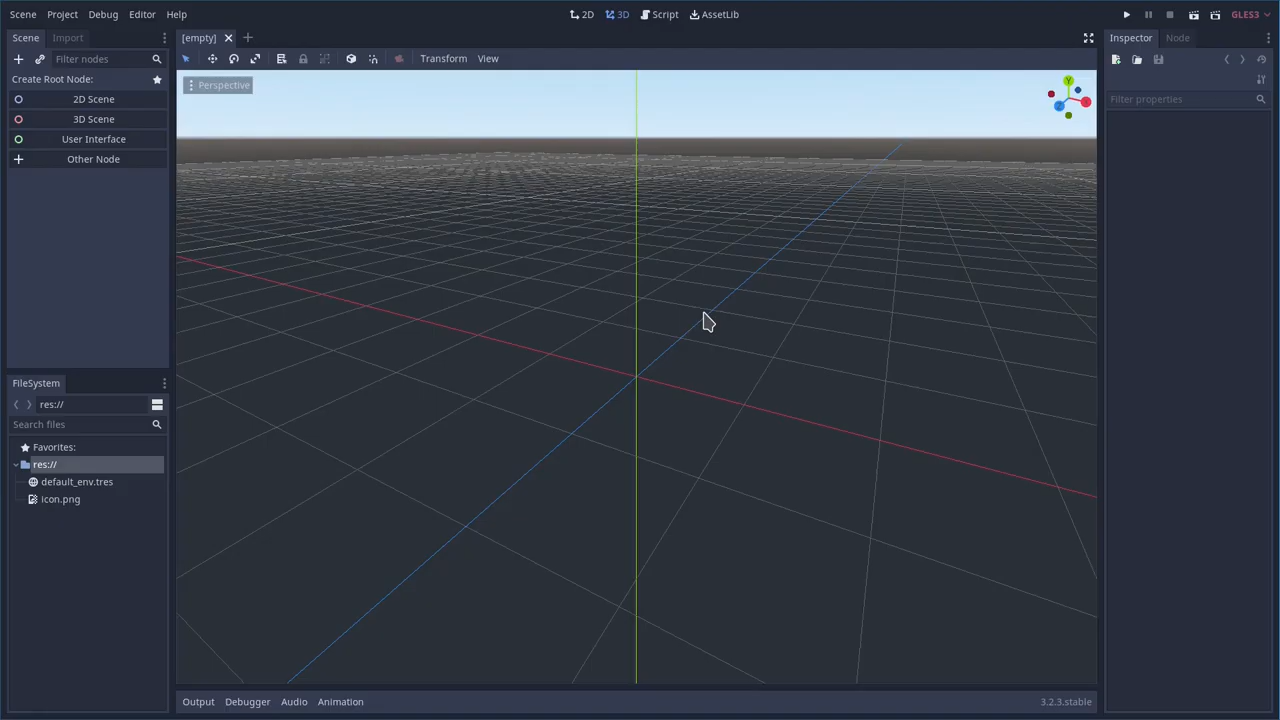 Scene Project Debug Editor Help
2D 3D Script AssetLib
GLES3
Scene Import
[empty]
Inspector Node
Filter nodes
Transform View
Create Root Node:
Perspective
Y
X
Z
Filter properties
2D Scene
3D Scene
User Interface
Other Node
FileSystem
res://
Search files
Favorites:
res://
default_env.tres
icon.png
Output Debugger Audio Animation
3.2.3.stable